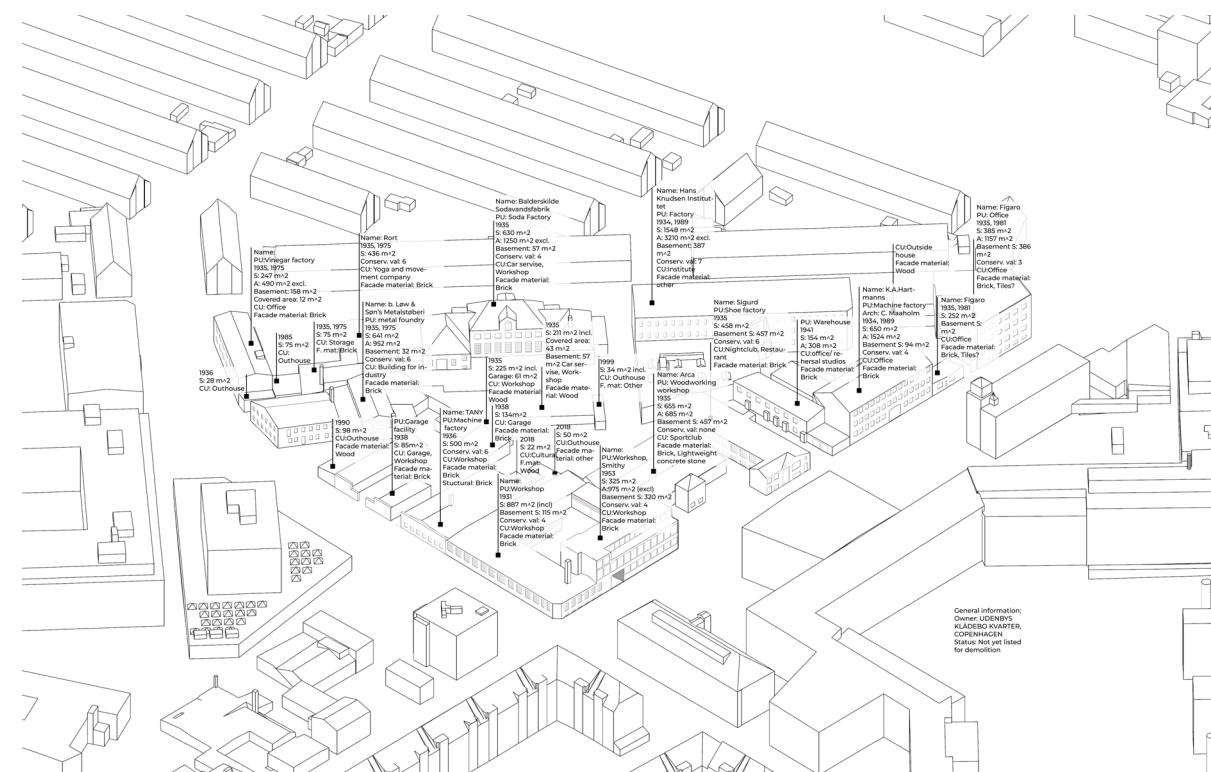 Name: Balderskilde
Sodavandsfabrik
PU: Soda Factory
1935
S: 630 m^2
A: 1250 m^2 excl.
Basement: 57 m^2
Conserv. val: 4
CU:Car servise,
Workshop
Facade material:
Brick
Name: Hans
Knudsen Institut-
tet
PU: Factory
1934, 1989
S: 1548 m^2
A: 3210 m^2 excl.
Basement: 387
m^2
Conserv. val: 7
CU:Institute
Facade material:
other
Name: Figaro
PU: Office
1935, 1981
S: 385 m^2
A: 1157 m^2
Basement S: 386
m^2
Conserv. val: 3
CU:Office
Facade material:
Brick, Tiles?
Name: Rort
1935, 1975
S: 436 m^2
Conserv. val: 6
CU: Yoga and move-
ment company
Facade material: Brick
CU:Outside
house
Facade material:
Wood
Name:
PU:Vinegar factory
1935, 1975
S: 247 m^2
A: 490 m^2 excl.
Basement: 158 m^2
Covered area: 12 m^2
CU: Office
Facade material: Brick
Name: b. Løw &
Søn's Metalstøberi
PU: metal foundry
1935, 1975
S: 641 m^2
A: 952 m^2
Basement: 32 m^2
Conserv. val: 6
CU: Building for in-
dustry
Facade material:
Brick
Name: K.A.Hart-
manns
PU:Machine factory
Arch: C. Maaholm
1934, 1989
S: 650 m^2
A: 1524 m^2
Basement S: 94 m^2
Conserv. val: 4
CU:Office
Facade material:
Brick
Name: Figaro
1935, 1981
S: 252 m^2
Basement S:
m^2
CU:Office
Facade material:
Brick, Tiles?
Name: Sigurd
PU:Shoe factory
1935
S: 458 m^2
Basement S: 457 m^2
Conserv. val: 6
CU:Nightclub, Restau-
rant
Facade material: Brick
PU: Warehouse
1941
S: 154 m^2
A; 308 m^2
CU:office/ re-
hersal studios
Facade material:
Brick
1935, 1975
S: 75 m^2
CU: Storage
F. mat: Brick
1985
S: 75 m^2
CU:
Outhouse
1935
S: 211 m^2 incl.
Covered area:
43 m^2
Basement: 57
m^2 Car ser-
vise, Work-
shop
Facade mate-
rial: Wood
1935
S: 225 m^2 incl.
Garage: 61 m^2
CU: Workshop
Facade material:
Wood
1999
S: 34 m^2 incl.
CU: Outhouse
F. mat: Other
1936
S: 28 m^2
CU: Outhouse
Name: Arca
PU: Woodworking
workshop
1935
S: 655 m^2
A: 685 m^2
Basement S: 457 m^2
Conserv. val: none
CU: Sportclub
Facade material:
Brick, Lightweight
concrete stone
1938
S: 134m^2
CU: Garage
Facade material:
Brick
Name: TANY
PU:Machine
factory
1936
S: 500 m^2
Conserv. val: 6
CU:Workshop
Facade material:
Brick
Stuctural: Brick
PU:Garage
facility
1938
S: 85m^2
CU: Garage,
Workshop
Facade ma-
terial: Brick
1990
S: 98 m^2
CU:Outhouse
Facade material:
Wood
2018
S: 50 m^2
CU:Outhouse
Facade ma-
terial: other
2018
S: 22 m^2
CU:Cultural
F.mat:
Wood
Name:
PU:Workshop,
Smithy
1953
S: 325 m^2
A:975 m^2 (excl)
Basement S: 320 m^2
Conserv. val: 4
CU:Workshop
Facade material:
Brick
Name:
PU:Workshop
1931
S: 887 m^2 (incl)
Basement S: 115 m^2
Conserv. val: 4
CU:Workshop
Facade material:
Brick
General information:
Owner: UDENBYS
KLÅDEBO KVARTER,
COPENHAGEN
Status: Not yet listed
for demolition